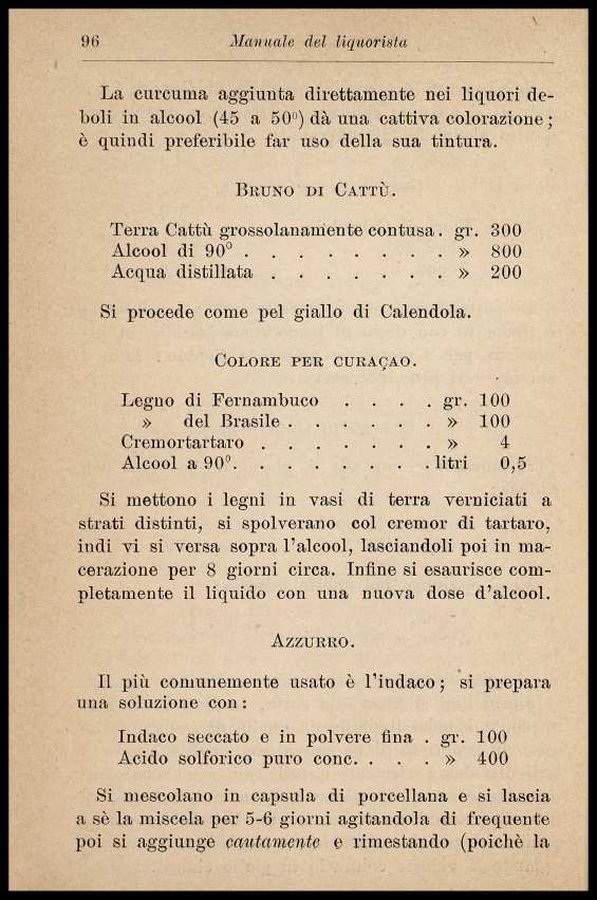 96 Manuale del liquorista
La curcuma aggiunta direttamente nei liquori de-
boli in alcool (45 a 50°) dà una cattiva colorazione;
è quindi preferibile far uso della sua tintura.
BRUNO DI CATTÙ.
Terra Cattù grossolanamente contusa. gr. 300
Alcool di 90° . . . . . . . . » 800
Acqua distillata . . . . . . . » 200
Si procede come pel giallo di Calendola.
COLORE PER CURAÇAO.
Legno di Fernambuco . . . . gr. 100
» del Brasile . . . . . . » 100
Cremortartaro . . . . . . . » 4
Alcool a 90°. . . . . . . . litri 0,5
Si mettono i legni in vasi di terra verniciati a
strati distinti, si spolverano col cremor di tartaro,
indi vi si versa sopra l'alcool, lasciandoli poi in ma-
cerazione per 8 giorni circa. Infine si esaurisce com-
pletamente il liquido con una nuova dose d'alcool.
AZZURRO.
Il più comunemente usato è l'indaco; si prepara
una soluzione con:
Indaco seccato e in polvere fina . gr. 100
Acido solforico puro conc. . . . » 400
Si mescolano in capsula di porcellana e si lascia
a sè la miscela per 5-6 giorni agitandola di frequente
poi si aggiunge cautamente e rimestando (poichè la